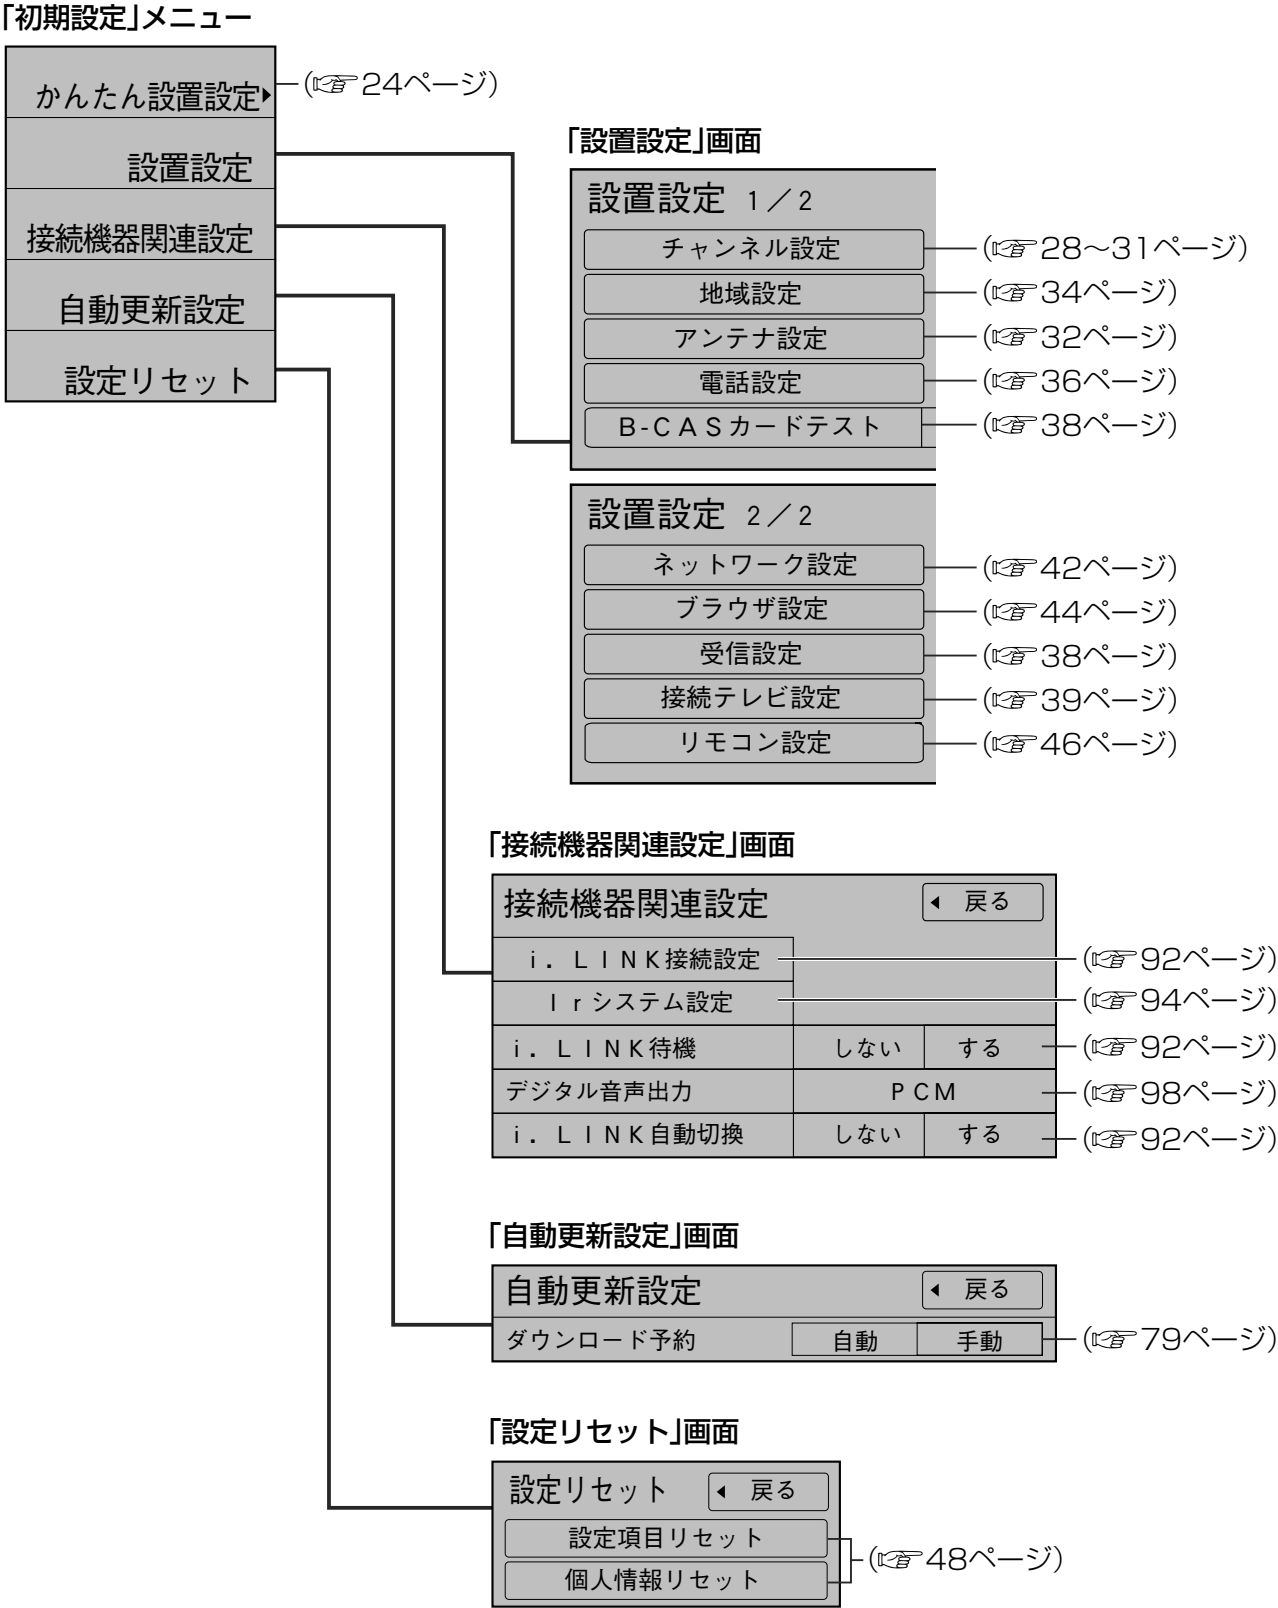 「初期設定」メニュー
かんたん設置設定 (☞24ページ)
設置設定
接続機器関連設定
自動更新設定
設定リセット
「設置設定」画面
設置設定 1／2
チャンネル設定 (☞28～31ページ)
地域設定 (☞34ページ)
アンテナ設定 (☞32ページ)
電話設定 (☞36ページ)
B-CASカードテスト (☞38ページ)
設置設定 2／2
ネットワーク設定 (☞42ページ)
ブラウザ設定 (☞44ページ)
受信設定 (☞38ページ)
接続テレビ設定 (☞39ページ)
リモコン設定 (☞46ページ)
「接続機器関連設定」画面
接続機器関連設定 戻る
i．LINK接続設定 (☞92ページ)
Irシステム設定 (☞94ページ)
i．LINK待機 しない する (☞92ページ)
デジタル音声出力 PCM (☞98ページ)
i．LINK自動切換 しない する (☞92ページ)
「自動更新設定」画面
自動更新設定 戻る
ダウンロード予約 自動 手動 (☞79ページ)
「設定リセット」画面
設定リセット 戻る
設定項目リセット
個人情報リセット
(☞48ページ)